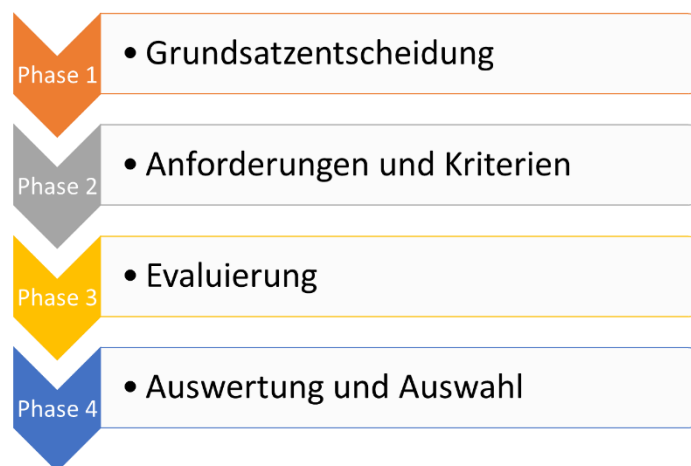 Phase 1
• Grundsatzentscheidung
Phase 2
• Anforderungen und Kriterien
Phase 3
• Evaluierung
Phase 4
• Auswertung und Auswahl